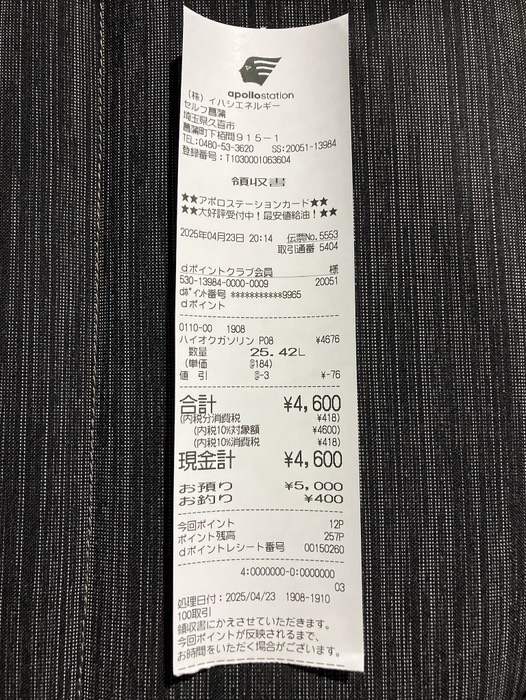 apollostation
(株)イハシエネルギー
セルフ菖蒲
埼玉県久喜市
菖蒲町下栢間915-1
TEL:0480-53-3620 SS:20051-13984
登録番号:T1030001063604
領収書
★★アポロステーションカード★★
★★大好評受付中!最安値給油!★★
2025年04月23日 20:14 伝票No.5553
取引通番 5404
dポイントクラブ会員 様
530-13984-0000-0009 20051
dポイント番号 ***********9965
dポイント
0110-00 1908
ハイオクガソリン P08 ¥4676
数量 25.42L
(単価 @184)
値引 @-3 ¥-76
合計 ¥4,600
(内税分消費税 ¥418)
(内税10%対象額 ¥4600)
(内税10%消費税 ¥418)
現金計 ¥4,600
お預り ¥5,000
お釣り ¥400
今回ポイント 12P
ポイント残高 257P
dポイントレシート番号 00150260
4:0000000-0:0000000
03
処理日付:2025/04/23 1908-1910
100取引
領収書にかえさせていただきます。
今回ポイントが反映されるまで、
お時間をいただく場合がございます。